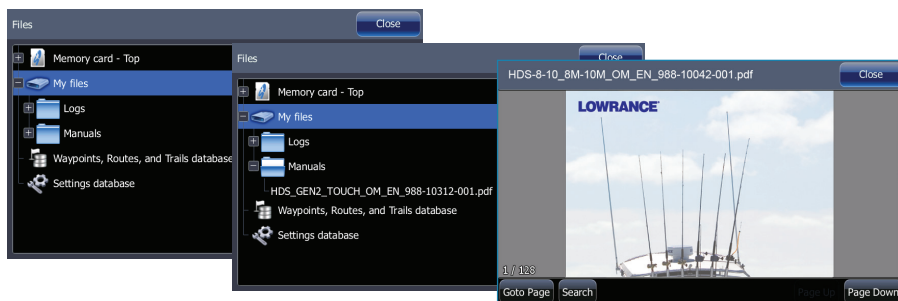 Files
Close
Memory card - Top
My files
Logs
Manuals
Waypoints, Routes, and Trails database
Settings database
Files
Close
Memory card - Top
My files
Logs
Manuals
HDS_GEN2_TOUCH_OM_EN_988-10312-001.pdf
Waypoints, Routes, and Trails database
Settings database
HDS-8-10_8M-10M_OM_EN_988-10042-001.pdf
Close
LOWRANCE
1 / 128
Goto Page
Search
Page Up
Page Down